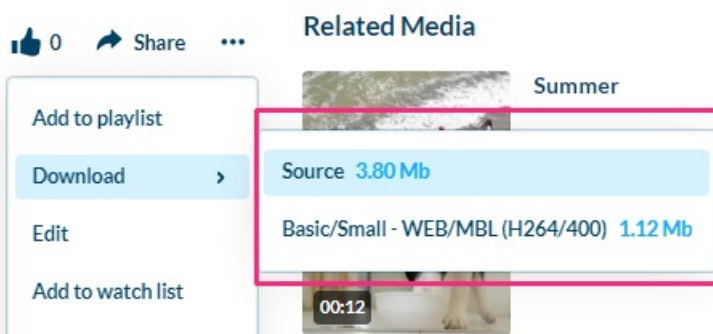 0 Share ...
Related Media
Summer
Add to playlist
Download >
Source 3.80 Mb
Basic/Small - WEB/MBL (H264/400) 1.12 Mb
Edit
Add to watch list
00:12